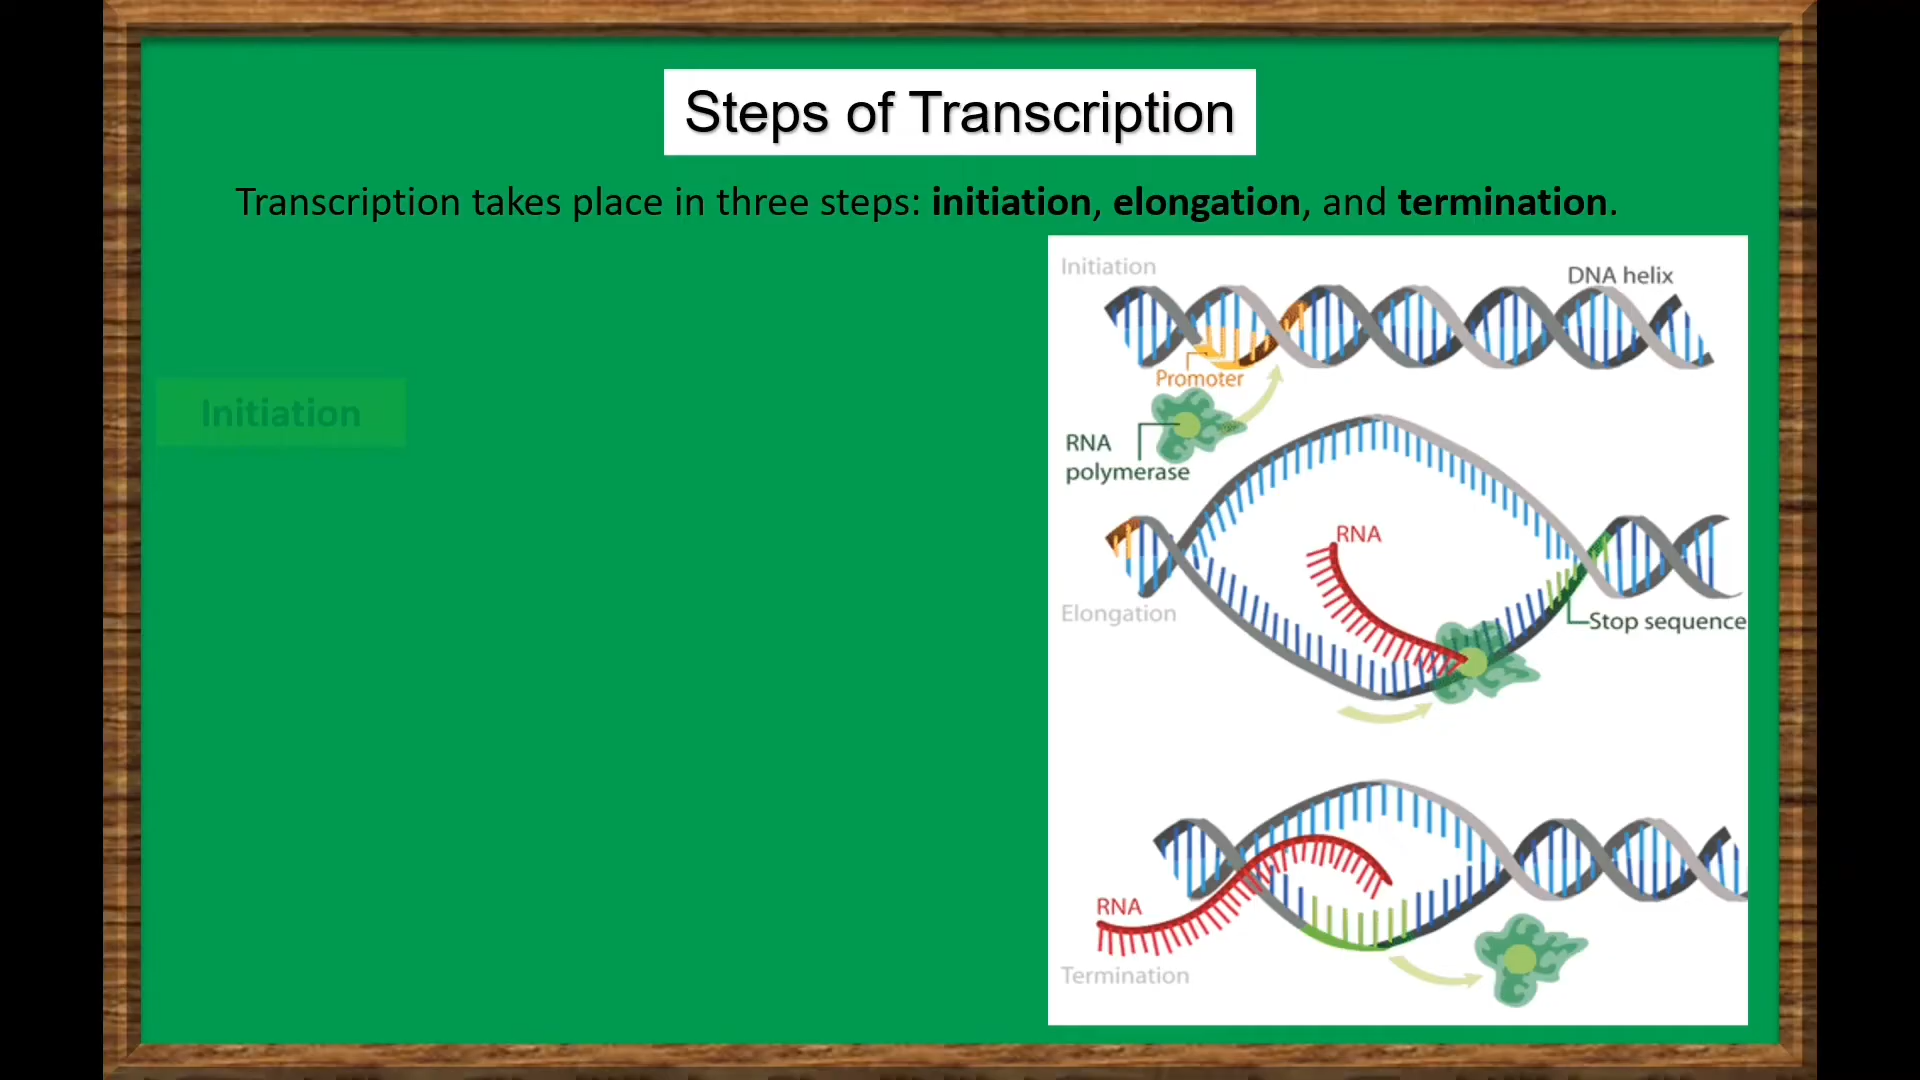 Steps of Transcription
Transcription takes place in three steps: initiation, elongation, and termination.
Initiation
Initiation
DNA helix
Promoter
RNA
polymerase
RNA
Elongation
Stop sequence
RNA
Termination